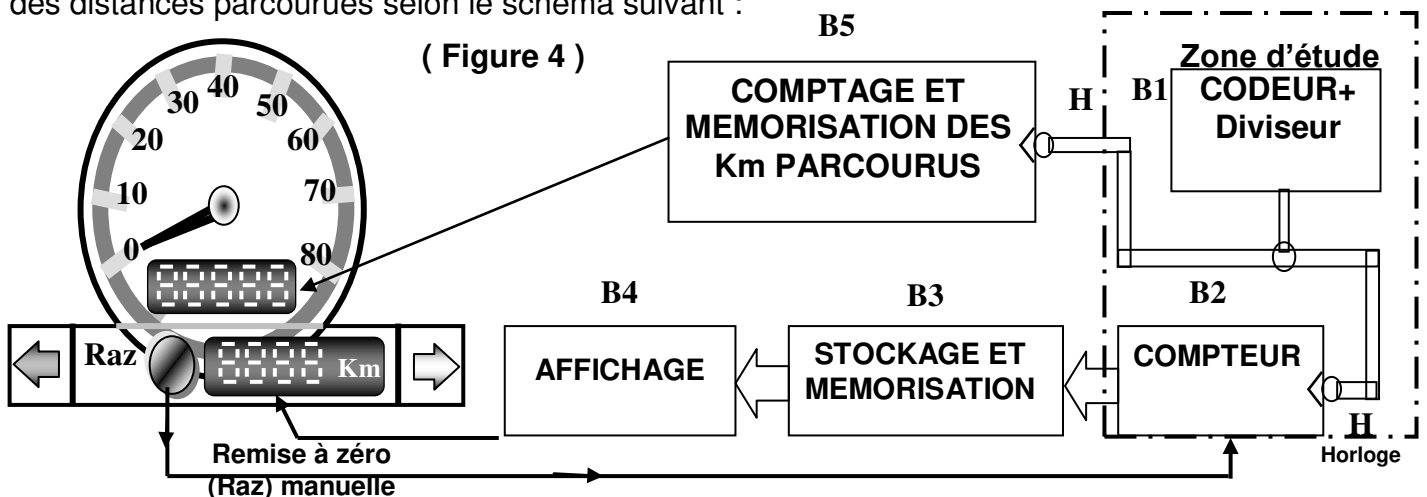 des distances parcourues selon le schéma suivant :
( Figure 4 )
B5
Zone d'étude
COMPTAGE ET
MEMORISATION DES
Km PARCOURUS
H
B1
CODEUR+
Diviseur
0
10
20
30
40
50
60
70
80
88888
B4
B3
B2
Raz
8888 Km
AFFICHAGE
STOCKAGE ET
MEMORISATION
COMPTEUR
H
Horloge
Remise à zéro
(Raz) manuelle